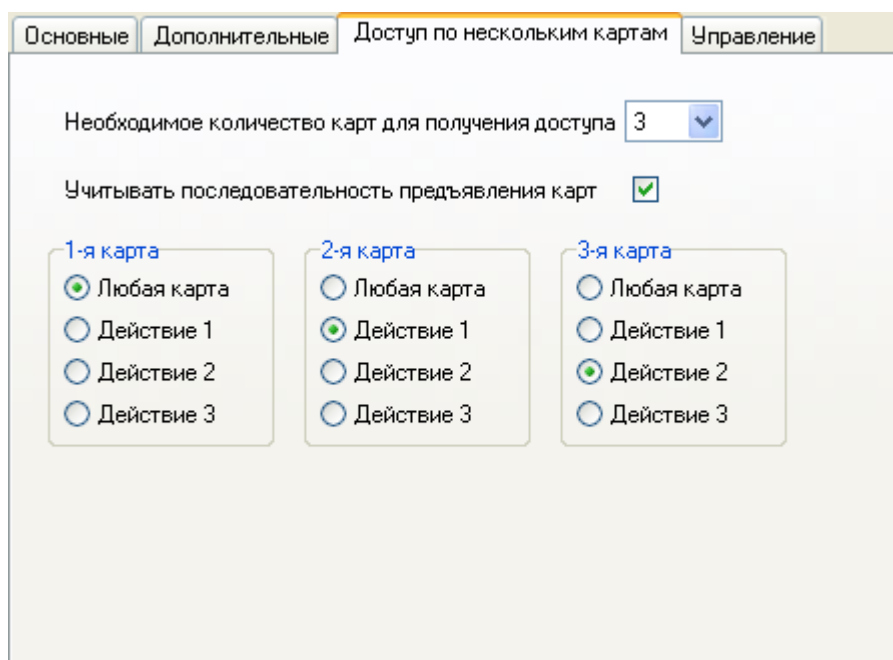 Основные Дополнительные Доступ по нескольким картам Управление
Необходимое количество карт для получения доступа 3
Учитывать последовательность предъявления карт
1-я карта 2-я карта 3-я карта
Любая карта Любая карта Любая карта
Действие 1 Действие 1 Действие 1
Действие 2 Действие 2 Действие 2
Действие 3 Действие 3 Действие 3